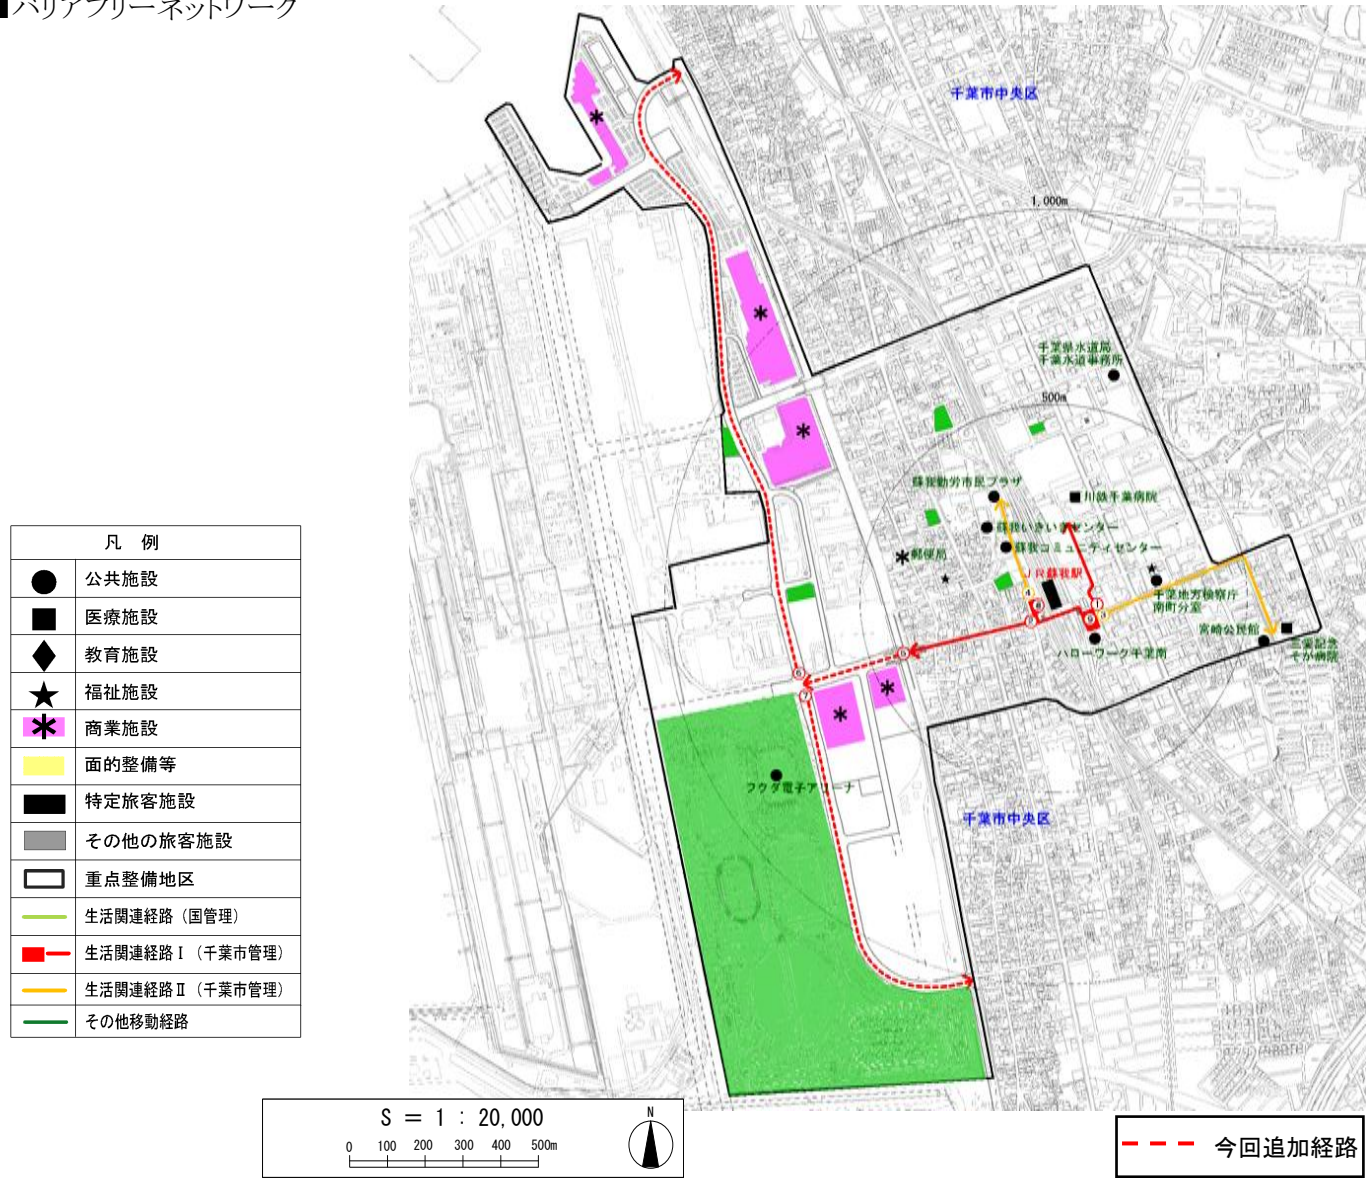 バリアフリーネットワーク
千葉市中央区
1,000m
千葉県水道局
千葉水道事務所
500m
蘇我勤労市民プラザ
川鉄千葉病院
蘇我いきいきセンター
郵便局
蘇我コミュニティセンター
JR蘇我駅
千葉地方検察庁
南町分室
宮崎公民館
三愛記念
そが病院
ハローワーク千葉南
フクダ電子アリーナ
千葉市中央区
凡 例
公共施設
医療施設
教育施設
福祉施設
商業施設
面的整備等
特定旅客施設
その他の旅客施設
重点整備地区
生活関連経路（国管理）
生活関連経路Ⅰ（千葉市管理）
生活関連経路Ⅱ（千葉市管理）
その他移動経路
S ＝ 1 : 20,000
0 100 200 300 400 500m
N
今回追加経路